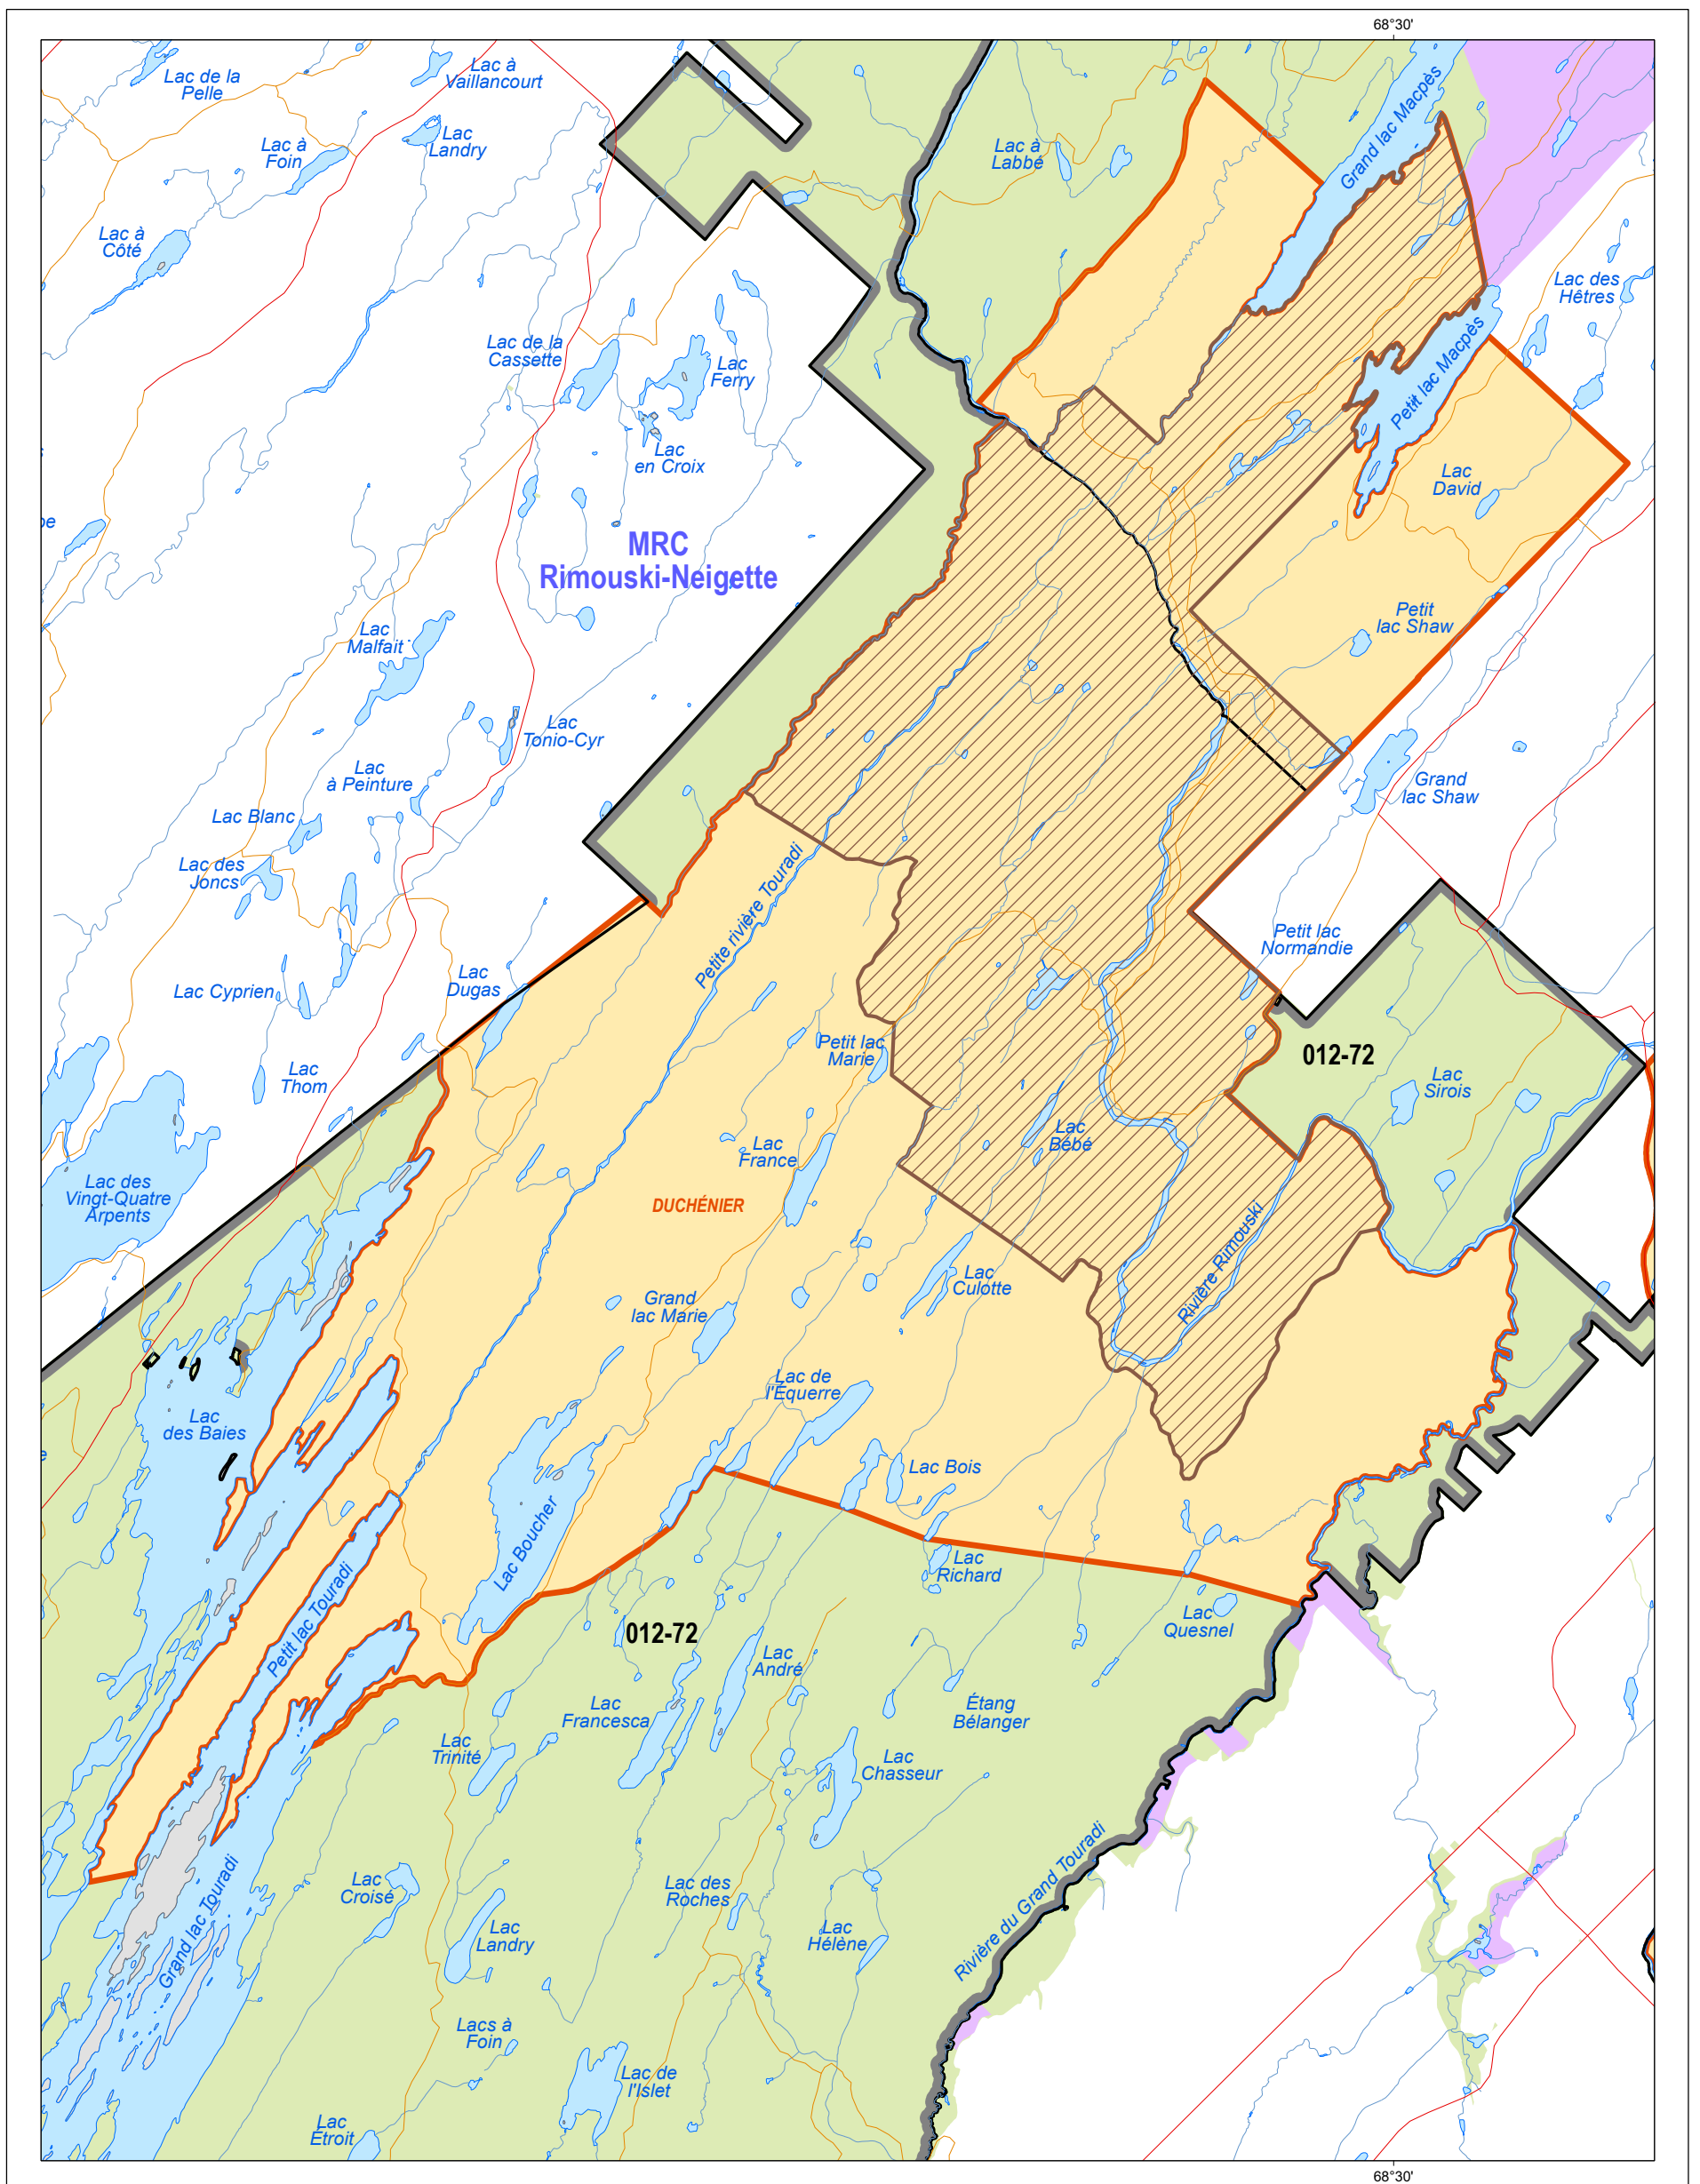 68°30'
Lac de la
Pelle
Lac à
Vaillancourt
Lac
Landry
Lac à
Foin
Lac à
Labbé
Grand lac Macpès
Lac à
Côté
Lac des
Hêtres
Lac de la
Cassette
Lac
Ferry
Petit lac Macpès
Lac
en Croix
Lac
David
MRC
Rimouski-Neigette
Petit
lac Shaw
Lac
Malfait
Lac
Tonio-Cyr
Lac
à Peinture
Grand
lac Shaw
Lac Blanc
Lac des
Joncs
Petite rivière Touradi
Petit lac
Normandie
Lac Cyprien
Lac
Dugas
Petit lac
Marie
012-72
Lac
Thom
Lac
Sirois
Lac
Bébé
Lac
France
Lac des
Vingt-Quatre
Arpents
DUCHÉNIER
Rivière Rimouski
Lac
Culotte
Grand
lac Marie
Lac de
l'Équerre
Lac
des Baies
Lac Bois
Lac Boucher
Lac
Richard
Petit lac Touradi
Lac
Quesnel
012-72
Lac
André
Lac
Francesca
Étang
Bélanger
Lac
Trinité
Lac
Chasseur
Rivière du Grand Touradi
Grand lac Touradi
Lac
Croisé
Lac des
Roches
Lac
Landry
Lac
Hélène
Lacs à
Foin
Lac de
l'Islet
Lac
Étroit
68°30'